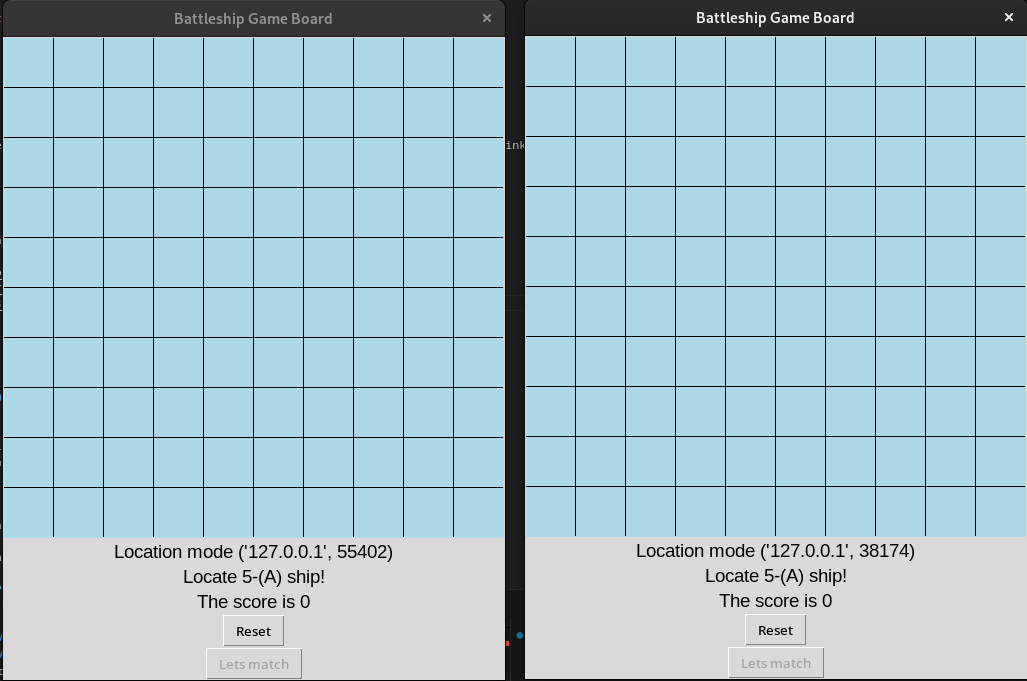 Battleship Game Board
×
Location mode ('127.0.0.1', 55402)
Locate 5-(A) ship!
The score is 0
Reset
Lets match
ink
Battleship Game Board
×
Location mode ('127.0.0.1', 38174)
Locate 5-(A) ship!
The score is 0
Reset
Lets match